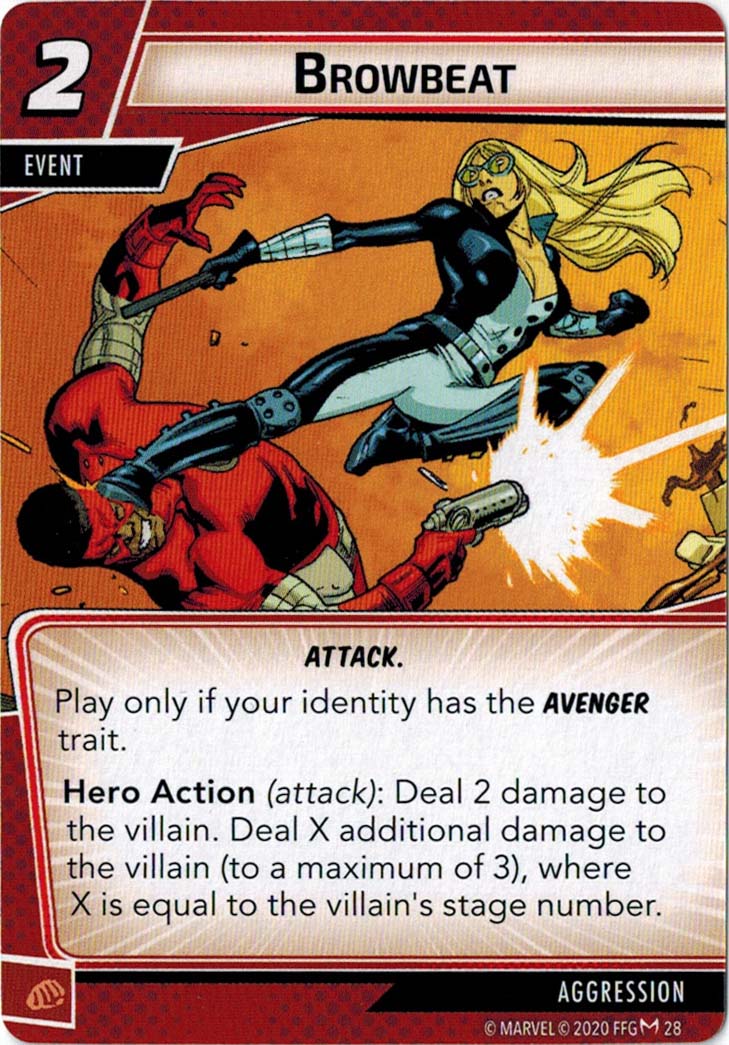 2
BROWBEAT
EVENT
ATTACK.
Play only if your identity has the AVENGER
trait.
Hero Action (attack): Deal 2 damage to
the villain. Deal X additional damage to
the villain (to a maximum of 3), where
X is equal to the villain's stage number.
AGGRESSION
© MARVEL © 2020 FFG 28